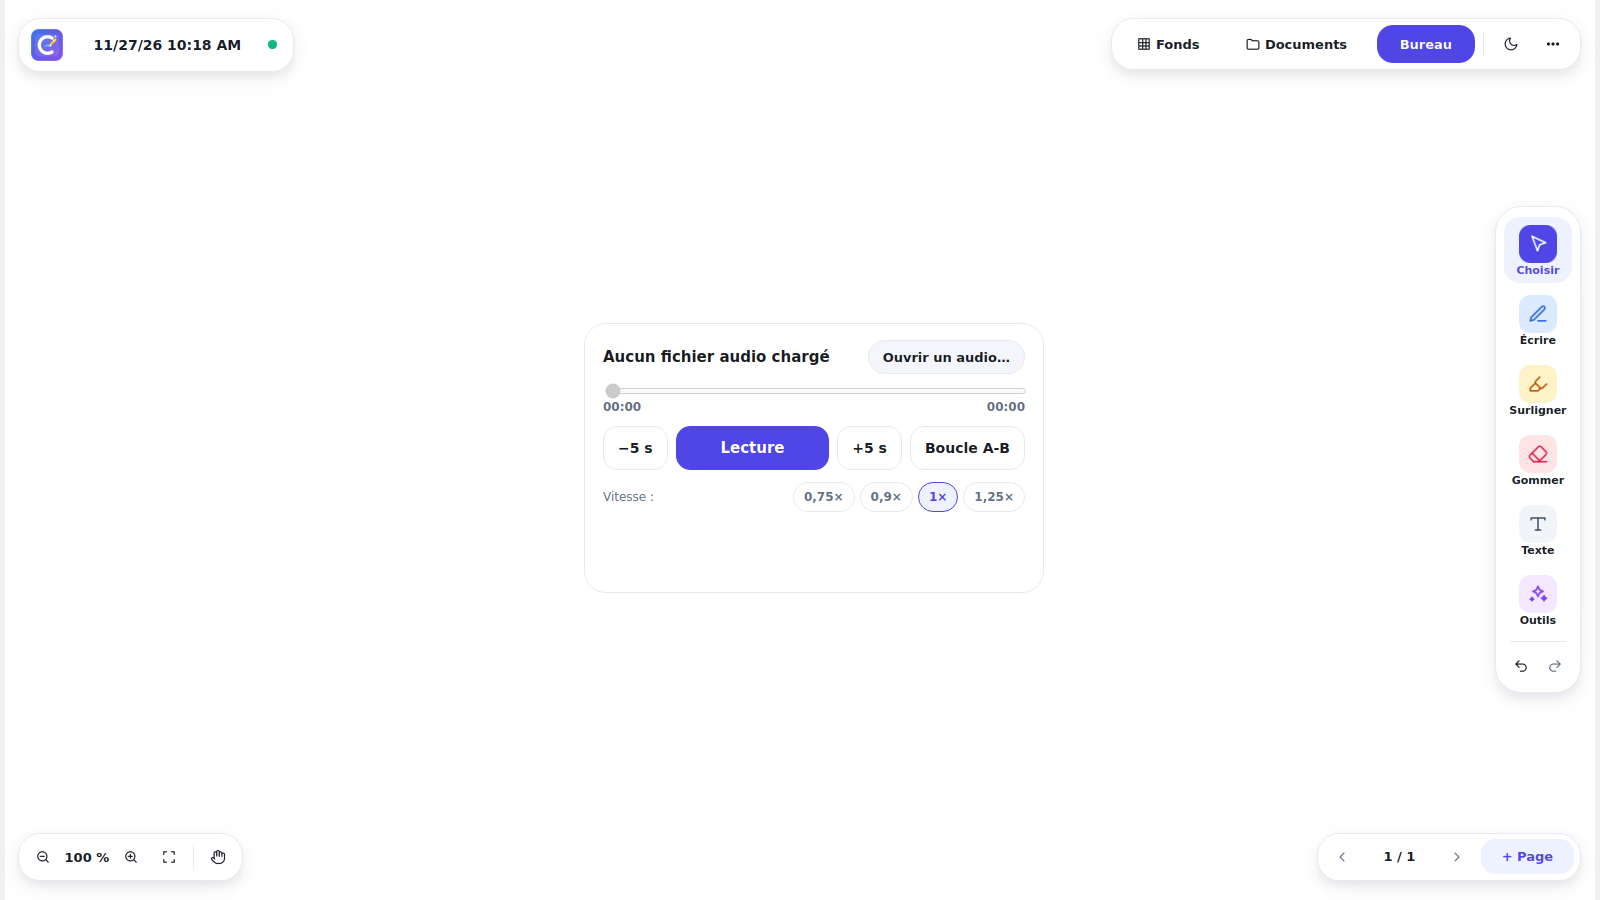 11/27/26 10:18 AM
Fonds
Documents
Bureau
Choisir
Écrire
Surligner
Gommer
Texte
Outils
Aucun fichier audio chargé
Ouvrir un audio…
00:00
00:00
−5 s
Lecture
+5 s
Boucle A-B
Vitesse :
0,75×
0,9×
1×
1,25×
100 %
1 / 1
+ Page